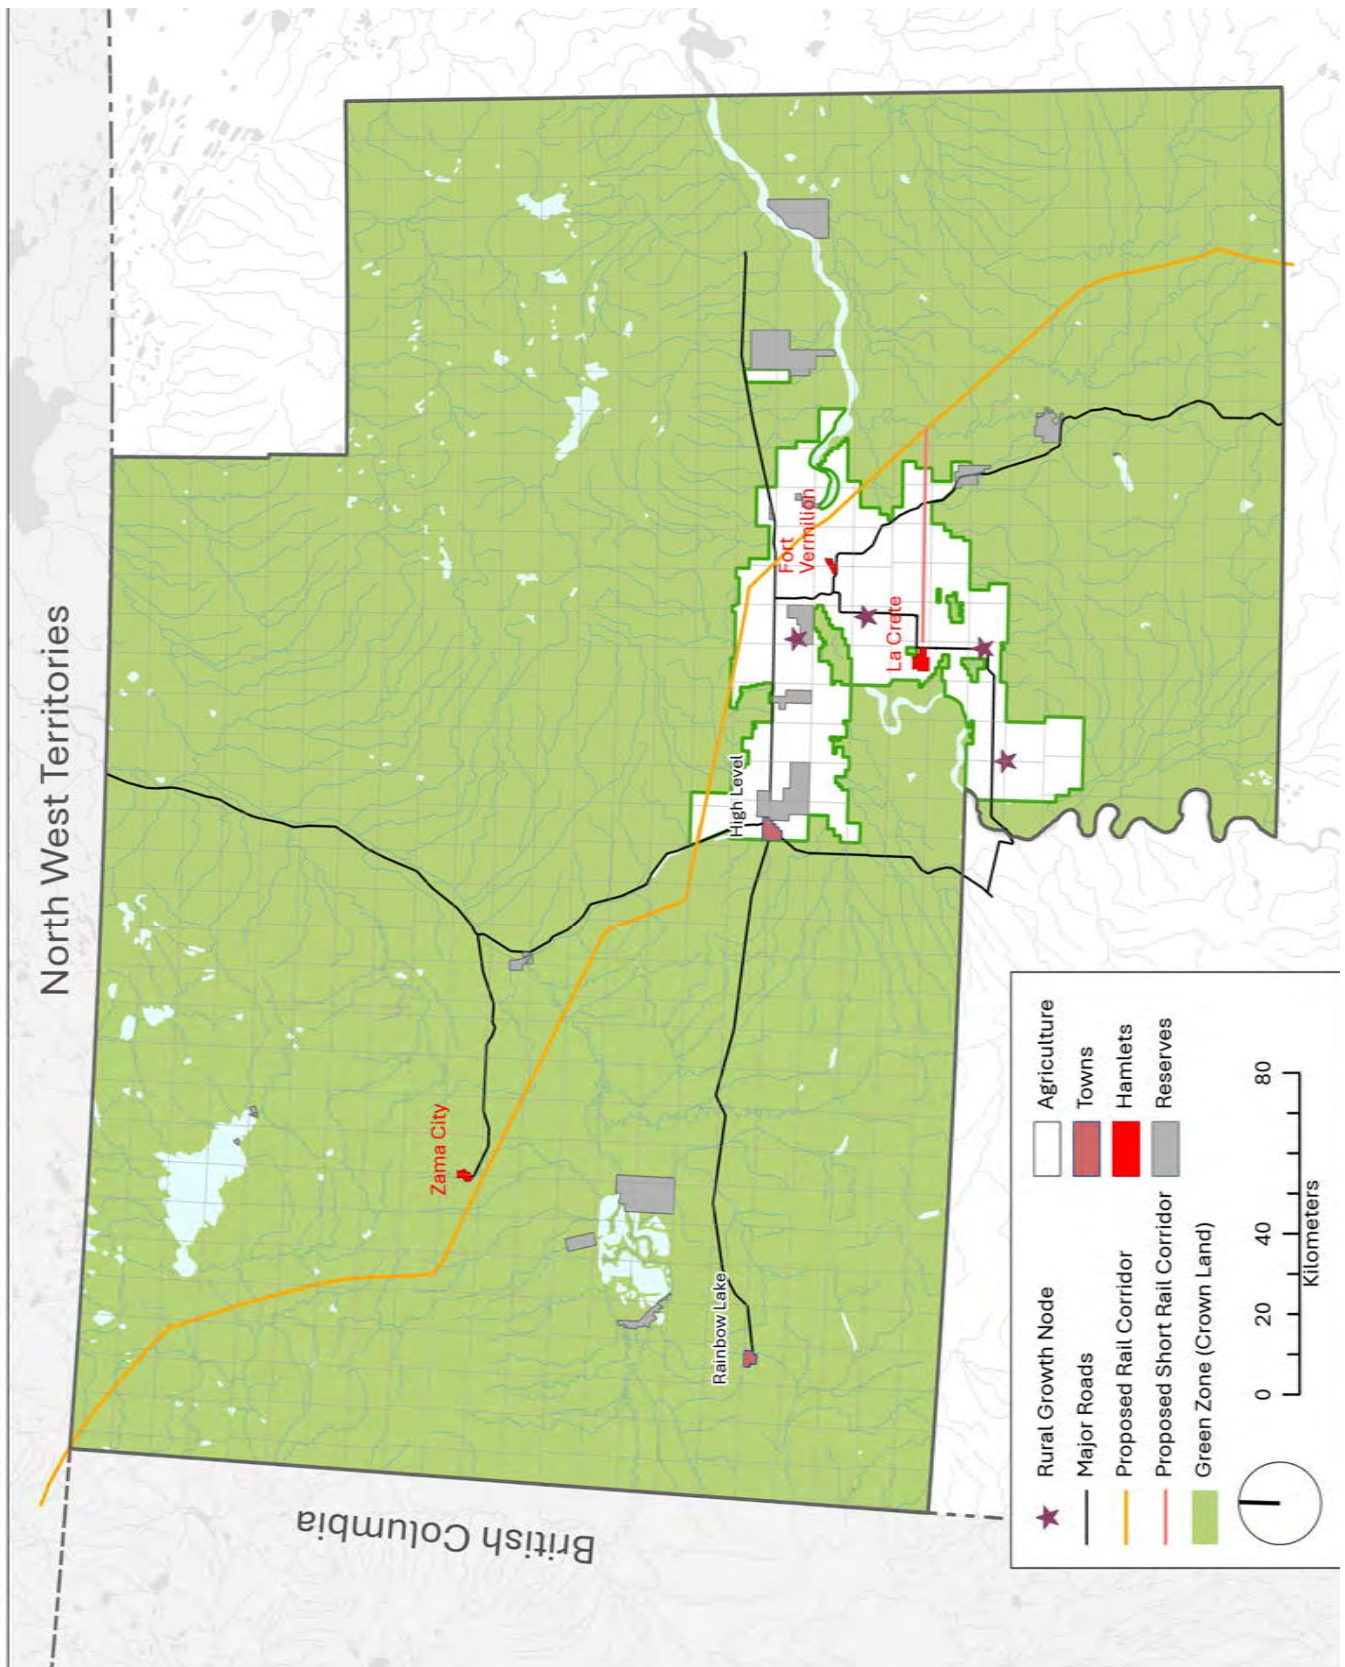 North West Territories
British Columbia
Zama City
Rainbow Lake
High Level
Fort
Vermilion
La Crete
Rural Growth Node
Major Roads
Proposed Rail Corridor
Proposed Short Rail Corridor
Green Zone (Crown Land)
Agriculture
Towns
Hamlets
Reserves
0 20 40 80
Kilometers